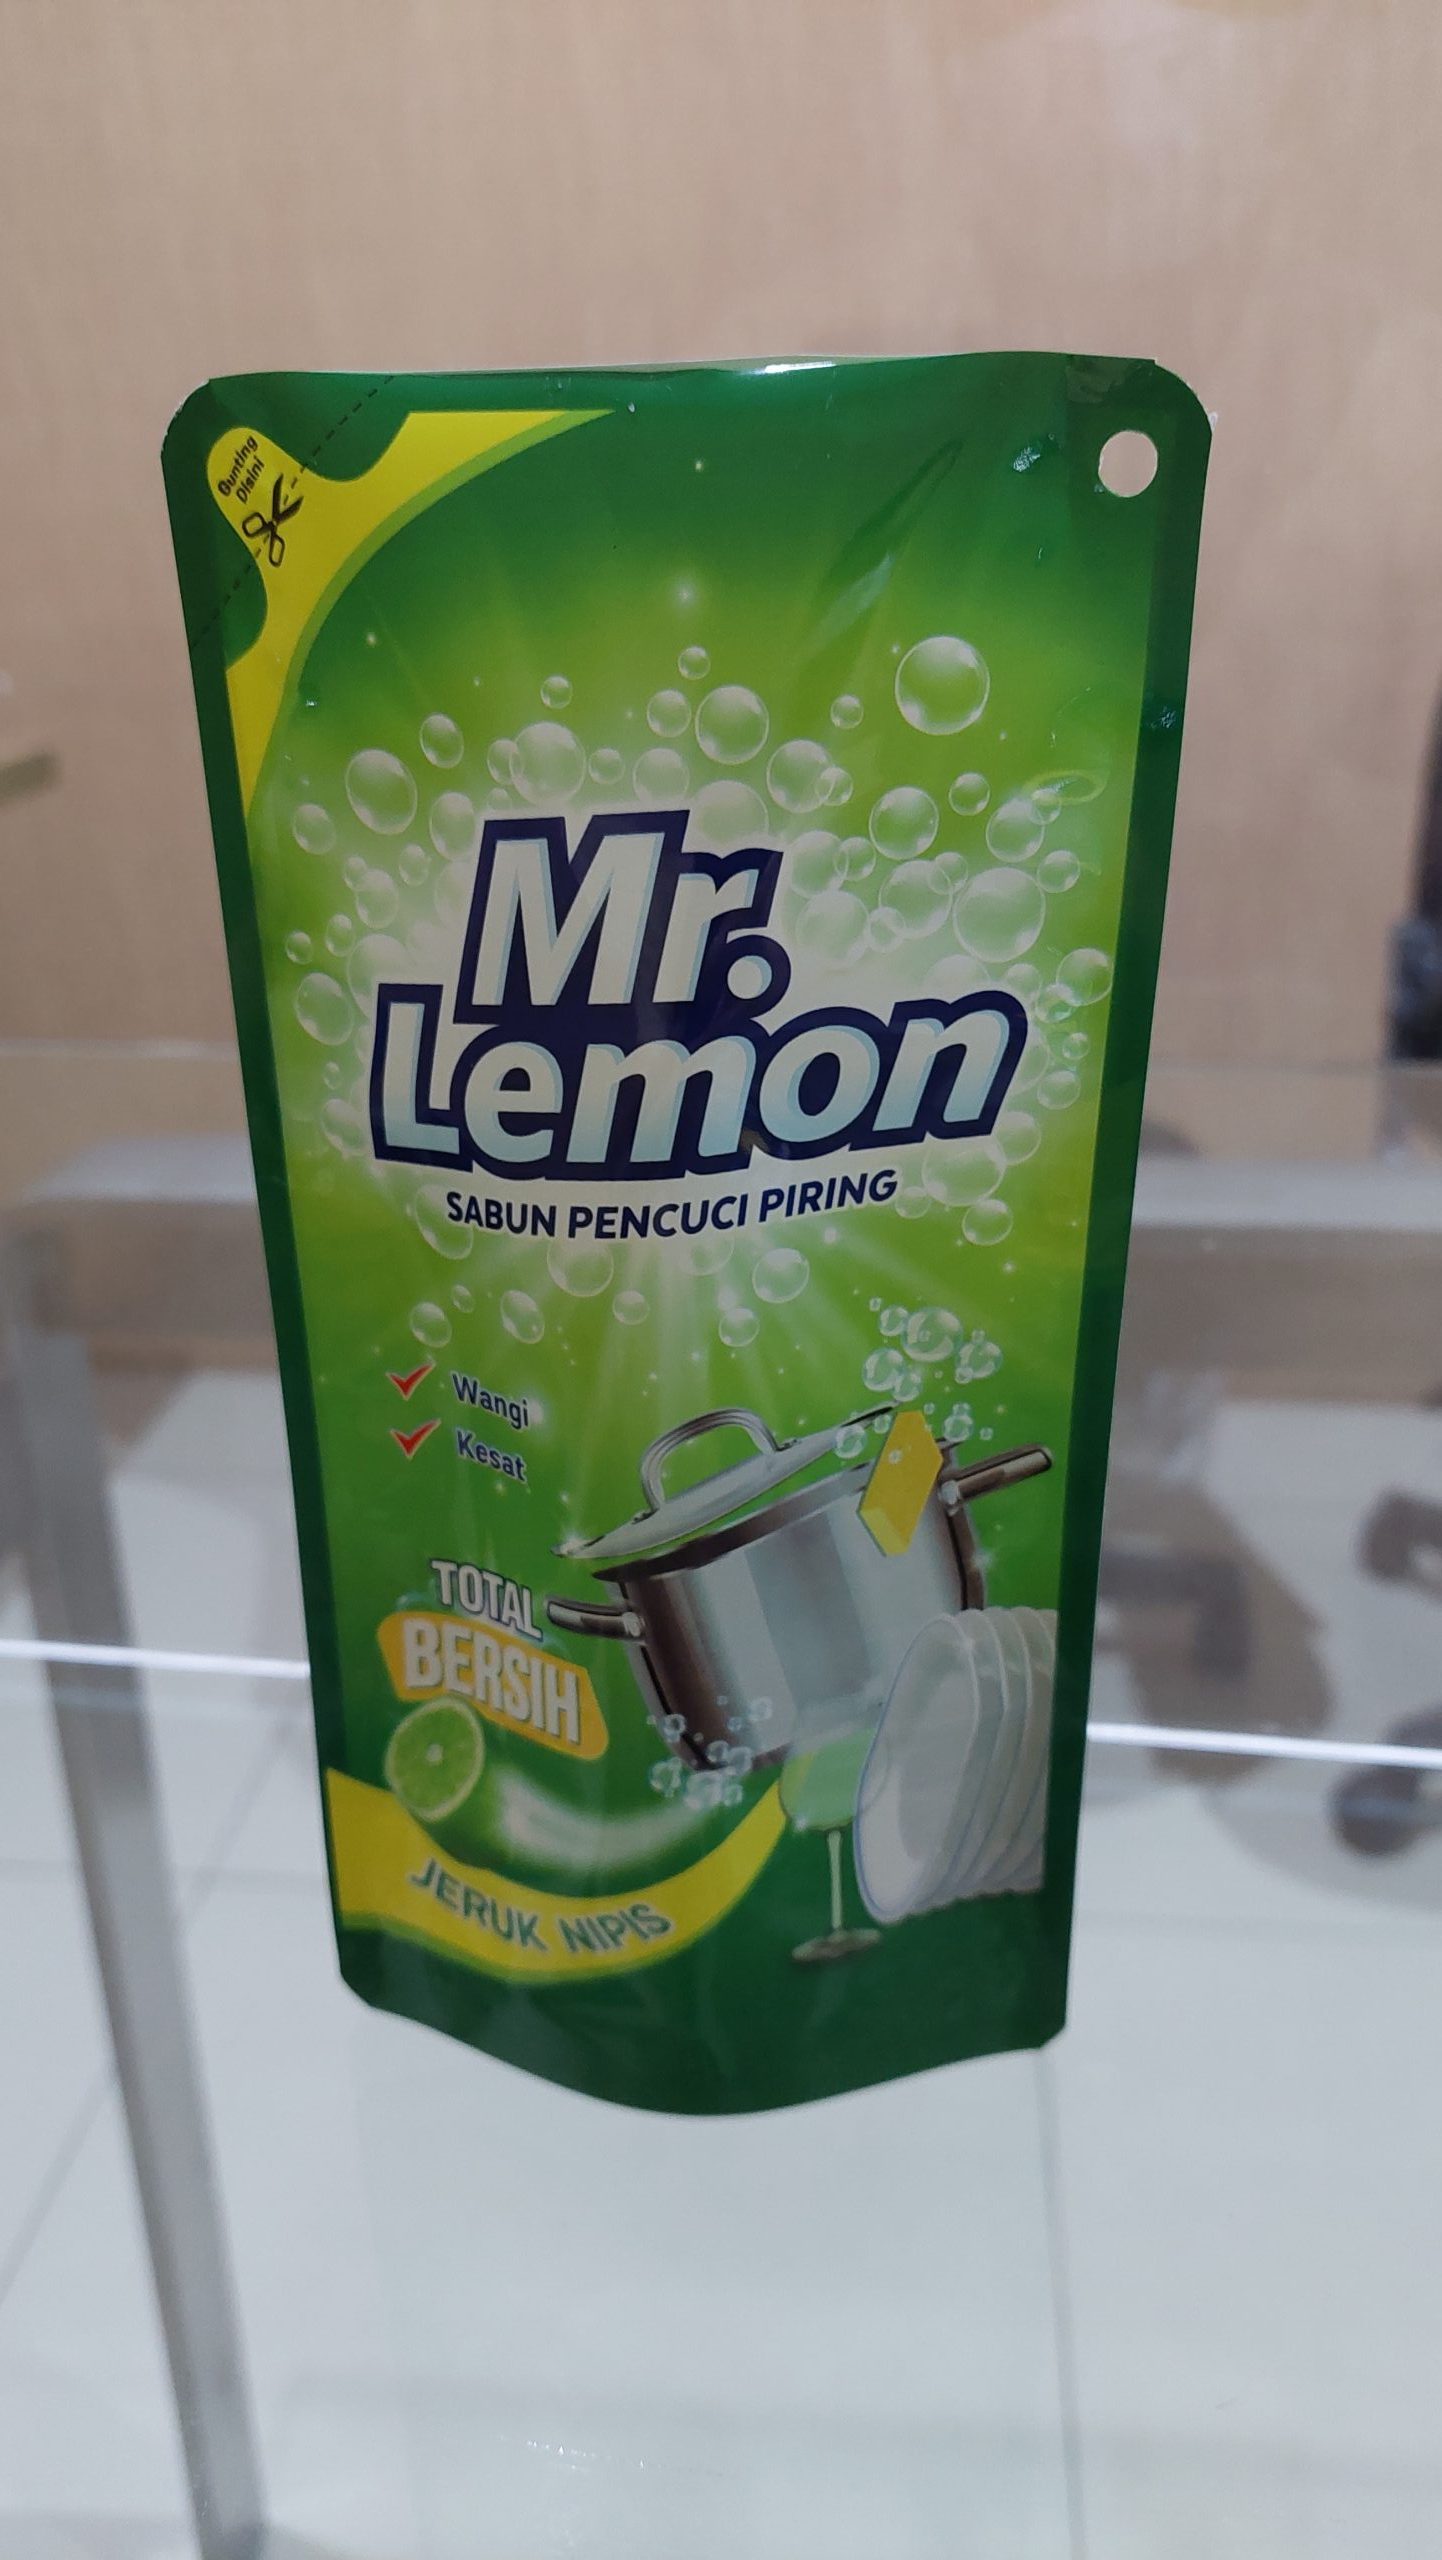 Gunting
Disini
Mr.
Lemon
SABUN PENCUCI PIRING
Wangi
Kesat
TOTAL
BERSIH
JERUK NIPIS